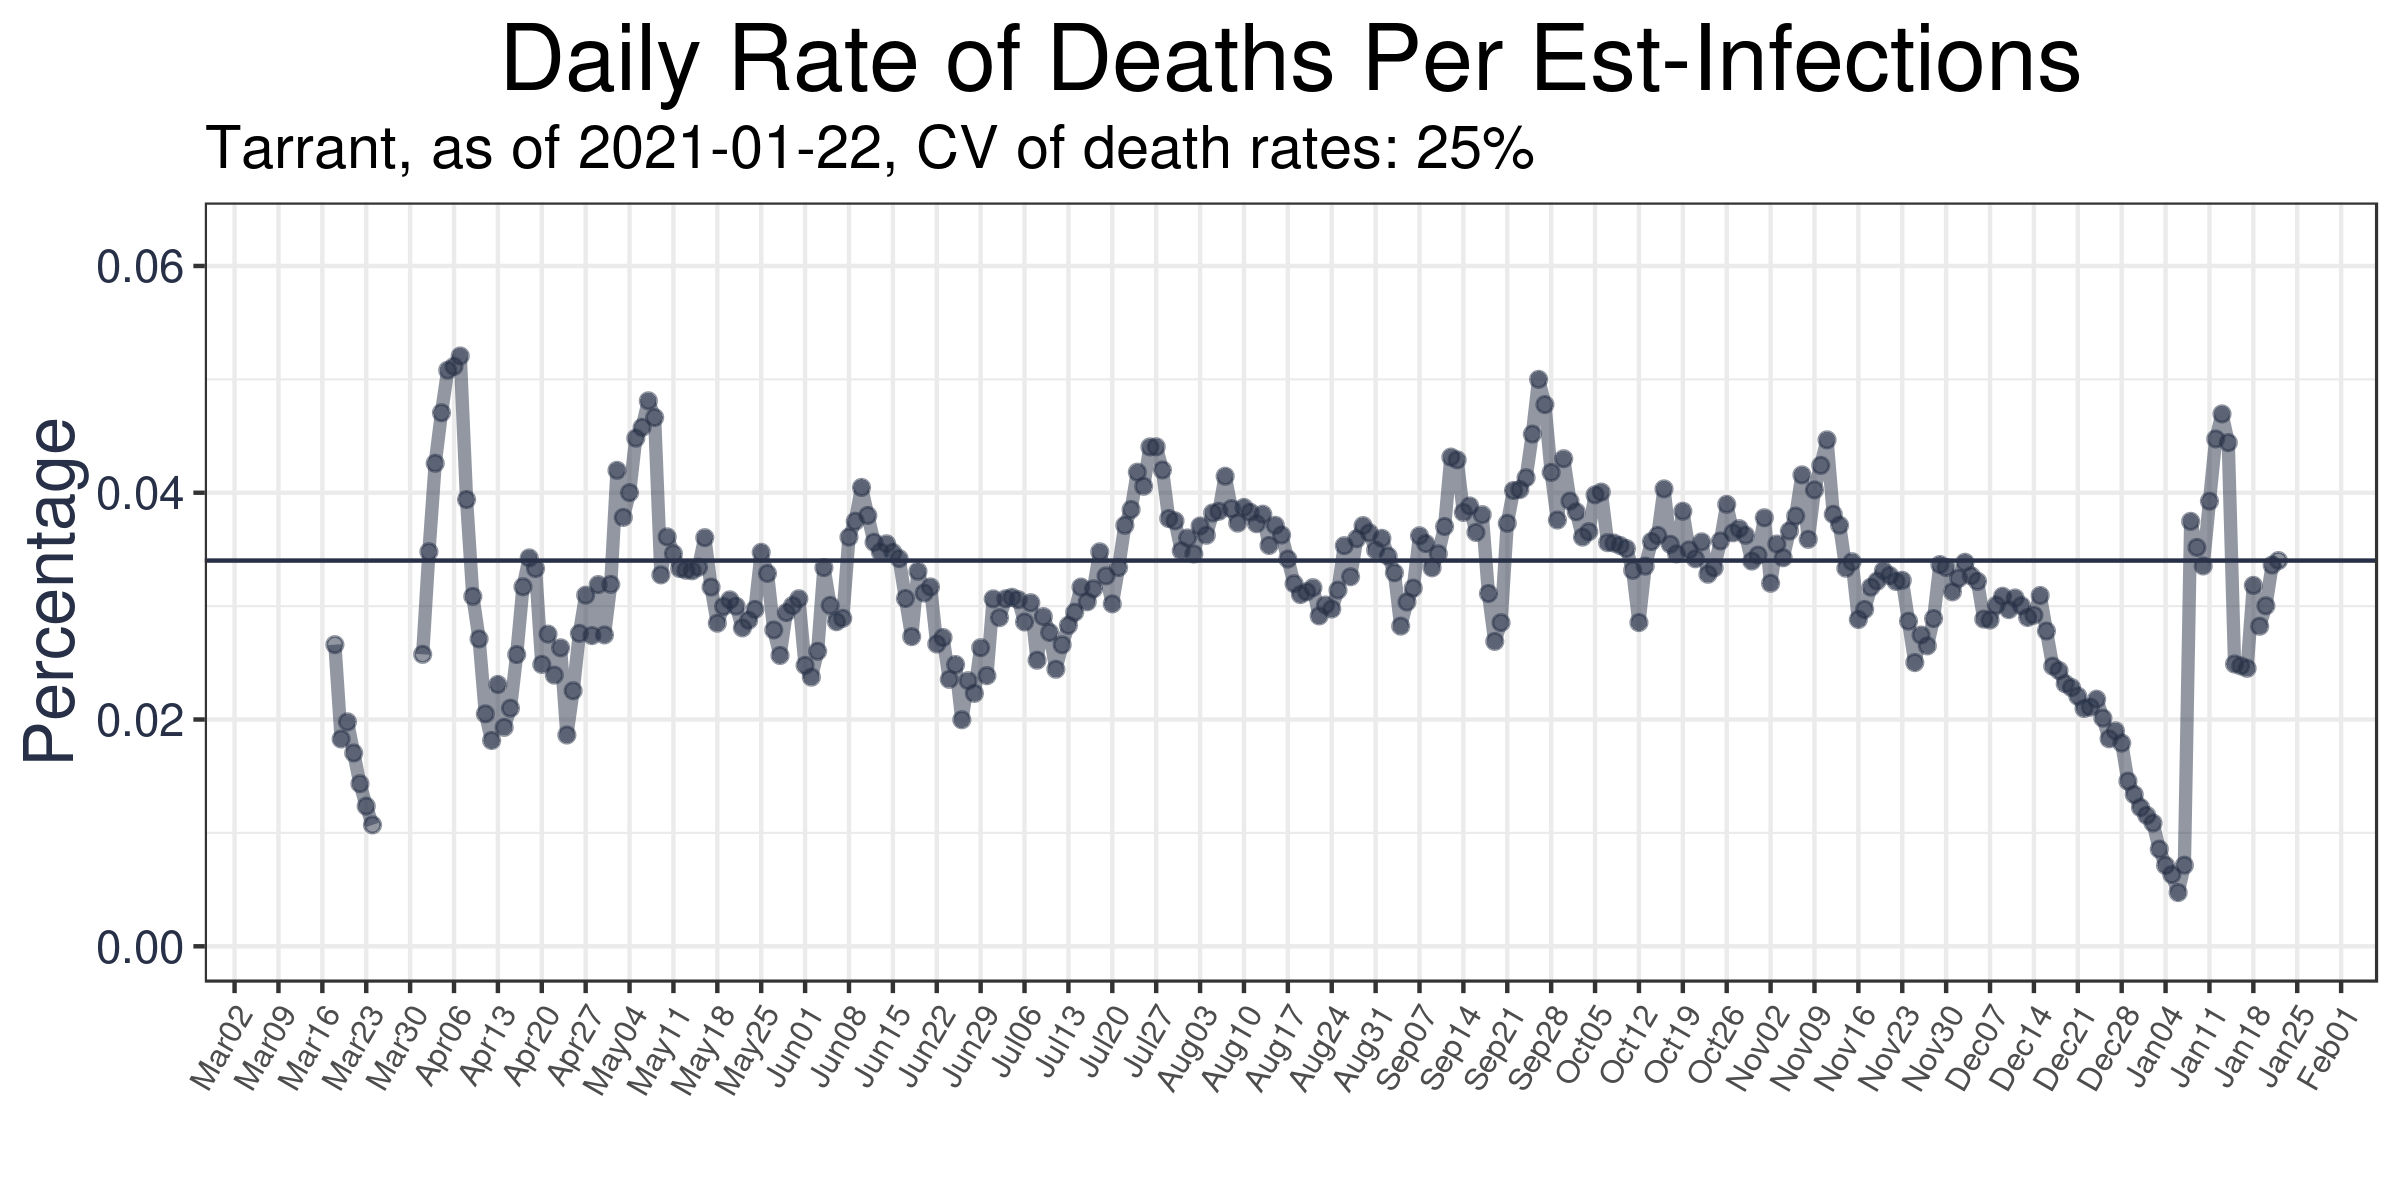 Daily Rate of Deaths Per Est-Infections
Tarrant, as of 2021-01-22, CV of death rates: 25%
Percentage
0.06
0.04
0.02
0.00
Mar02
Mar09
Mar16
Mar23
Mar30
Apr06
Apr13
Apr20
Apr27
May04
May11
May18
May25
Jun01
Jun08
Jun15
Jun22
Jun29
Jul06
Jul13
Jul20
Jul27
Aug03
Aug10
Aug17
Aug24
Aug31
Sep07
Sep14
Sep21
Sep28
Oct05
Oct12
Oct19
Oct26
Nov02
Nov09
Nov16
Nov23
Nov30
Dec07
Dec14
Dec21
Dec28
Jan04
Jan11
Jan18
Jan25
Feb01